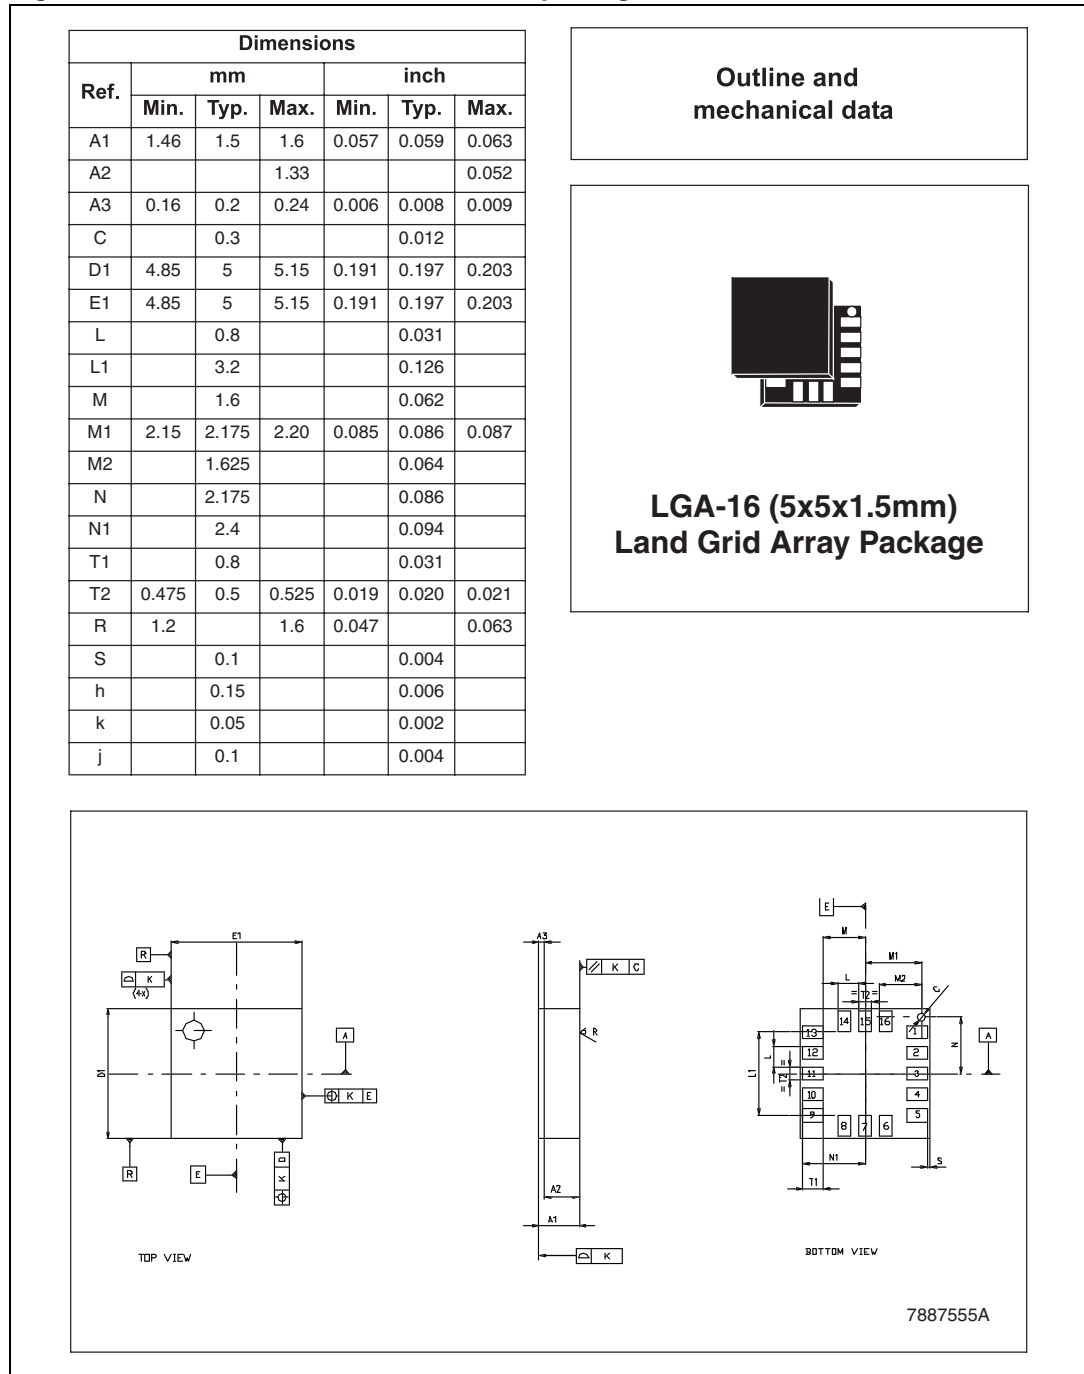 Dimensions
Ref. mm inch
Min. Typ. Max. Min. Typ. Max.
A1 1.46 1.5 1.6 0.057 0.059 0.063
A2 1.33 0.052
A3 0.16 0.2 0.24 0.006 0.008 0.009
C 0.3 0.012
D1 4.85 5 5.15 0.191 0.197 0.203
E1 4.85 5 5.15 0.191 0.197 0.203
L 0.8 0.031
L1 3.2 0.126
M 1.6 0.062
M1 2.15 2.175 2.20 0.085 0.086 0.087
M2 1.625 0.064
N 2.175 0.086
N1 2.4 0.094
T1 0.8 0.031
T2 0.475 0.5 0.525 0.019 0.020 0.021
R 1.2 1.6 0.047 0.063
S 0.1 0.004
h 0.15 0.006
k 0.05 0.002
j 0.1 0.004
Outline and
mechanical data
LGA-16 (5x5x1.5mm)
Land Grid Array Package
E1
R
K
(4x)
D1
A
K E
R
E
D K
TOP VIEW
A3
K C
R
A2
A1
K
E
M
M1
L
M2
= T2 =
C
14 15 16
13 1
12 2
11 3
10 4
9 5
8 7 6
L1
L
= T2 =
N
A
N1
S
T1
BOTTOM VIEW
7887555A